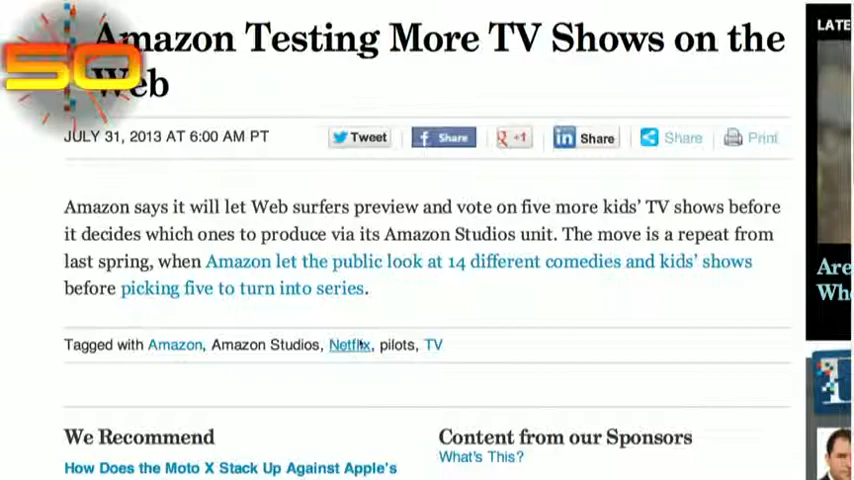 50
Amazon Testing More TV Shows on the
Web
LATE
JULY 31, 2013 AT 6:00 AM PT
Tweet
Share
+1
Share
Share
Print
Amazon says it will let Web surfers preview and vote on five more kids' TV shows before
it decides which ones to produce via its Amazon Studios unit. The move is a repeat from
last spring, when Amazon let the public look at 14 different comedies and kids' shows
before picking five to turn into series.
Are
Who
Tagged with Amazon, Amazon Studios, Netflix, pilots, TV
We Recommend
Content from our Sponsors
What's This?
How Does the Moto X Stack Up Against Apple's